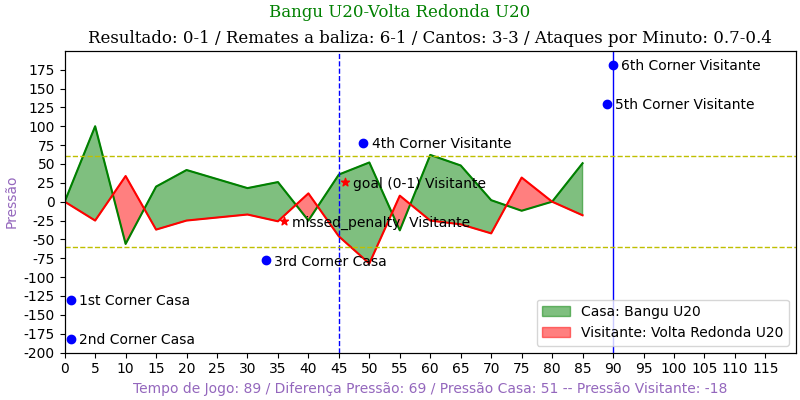 Bangu U20-Volta Redonda U20
Resultado: 0-1 / Remates a baliza: 6-1 / Cantos: 3-3 / Ataques por Minuto: 0.7-0.4
Pressão
175
150
125
100
75
50
25
0
-25
-50
-75
-100
-125
-150
-175
-200
6th Corner Visitante
5th Corner Visitante
4th Corner Visitante
goal (0-1) Visitante
missed_penalty, Visitante
3rd Corner Casa
1st Corner Casa
2nd Corner Casa
Casa: Bangu U20
Visitante: Volta Redonda U20
0 5 10 15 20 25 30 35 40 45 50 55 60 65 70 75 80 85 90 95 100 105 110 115
Tempo de Jogo: 89 / Diferença Pressão: 69 / Pressão Casa: 51 -- Pressão Visitante: -18